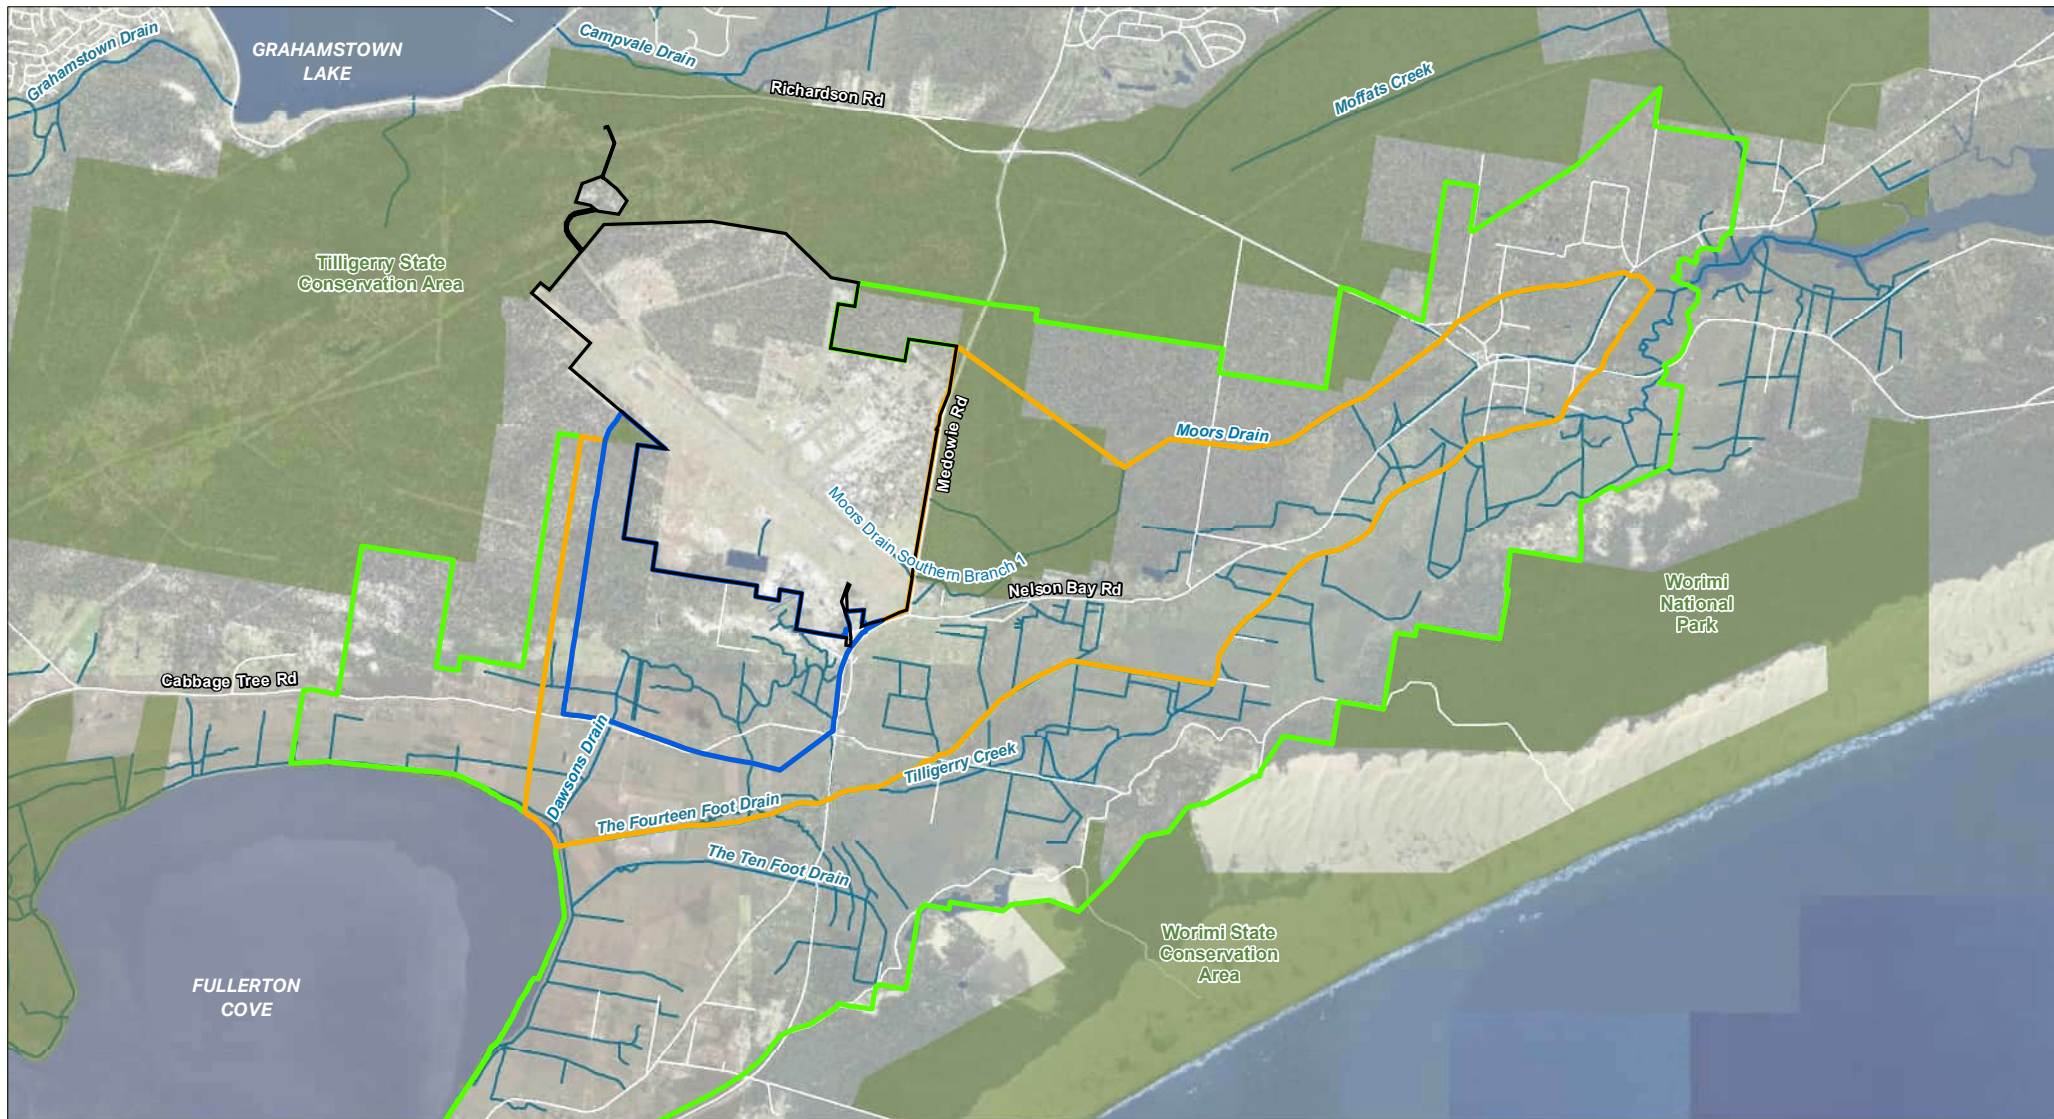 Grahamstown Drain
GRAHAMSTOWN
LAKE
Campvale Drain
Richardson Rd
Moffats Creek
Tilligerry State
Conservation Area
Medowie Rd
Moors Drain
Moors Drain Southern Branch 1
Nelson Bay Rd
Worimi
National
Park
Cabbage Tree Rd
Dawsons Drain
Tilligerry Creek
The Fourteen Foot Drain
The Ten Foot Drain
Worimi State
Conservation
Area
FULLERTON
COVE